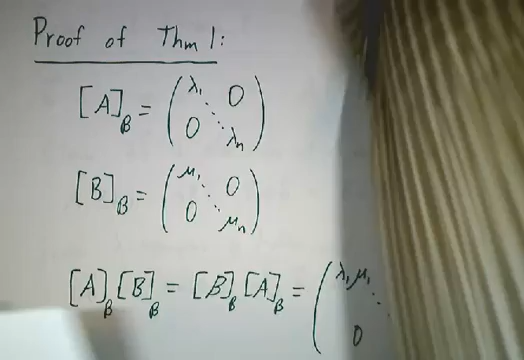 Proof of Thm 1:
[A]_β = (λ₁ ⋱ λₙ, 0, 0)
[B]_β = (μ₁ ⋱ μₙ, 0, 0)
[A]_β [B]_β = [B]_β [A]_β = (λ₁μ₁ ⋱ 0